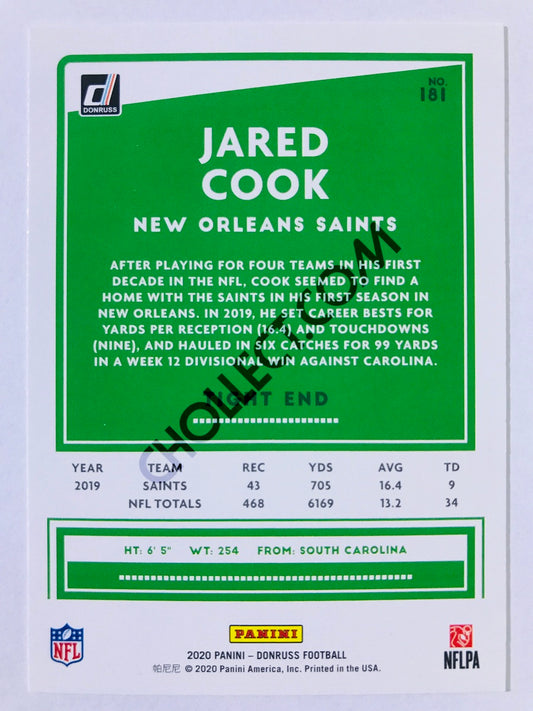 DONRUSS
NO.
181
JARED
COOK
NEW ORLEANS SAINTS
AFTER PLAYING FOR FOUR TEAMS IN HIS FIRST
DECADE IN THE NFL, COOK SEEMED TO FIND A
HOME WITH THE SAINTS IN HIS FIRST SEASON IN
NEW ORLEANS. IN 2019, HE SET CAREER BESTS FOR
YARDS PER RECEPTION (16.4) AND TOUCHDOWNS
(NINE), AND HAULED IN SIX CATCHES FOR 99 YARDS
IN A WEEK 12 DIVISIONAL WIN AGAINST CAROLINA.
TIGHT END
CHOLLECT.COM
YEAR TEAM REC YDS AVG TD
2019 SAINTS 43 705 16.4 9
NFL TOTALS 468 6169 13.2 34
HT: 6' 5" WT: 254 FROM: SOUTH CAROLINA
PANINI
NFL
2020 PANINI – DONRUSS FOOTBALL
帕尼尼 © 2020 Panini America, Inc. Printed in the USA.
NFLPA